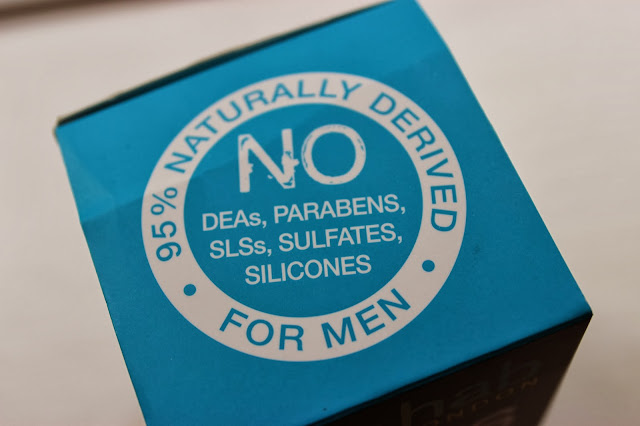 95% NATURALLY DERIVED
NO
DEAs, PARABENS,
SLSs, SULFATES,
SILICONES
• FOR MEN •